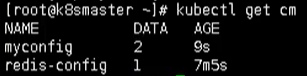 [root@k8smaster ~]# kubectl get cm
NAME DATA AGE
myconfig 2 9s
redis-config 1 7m5s